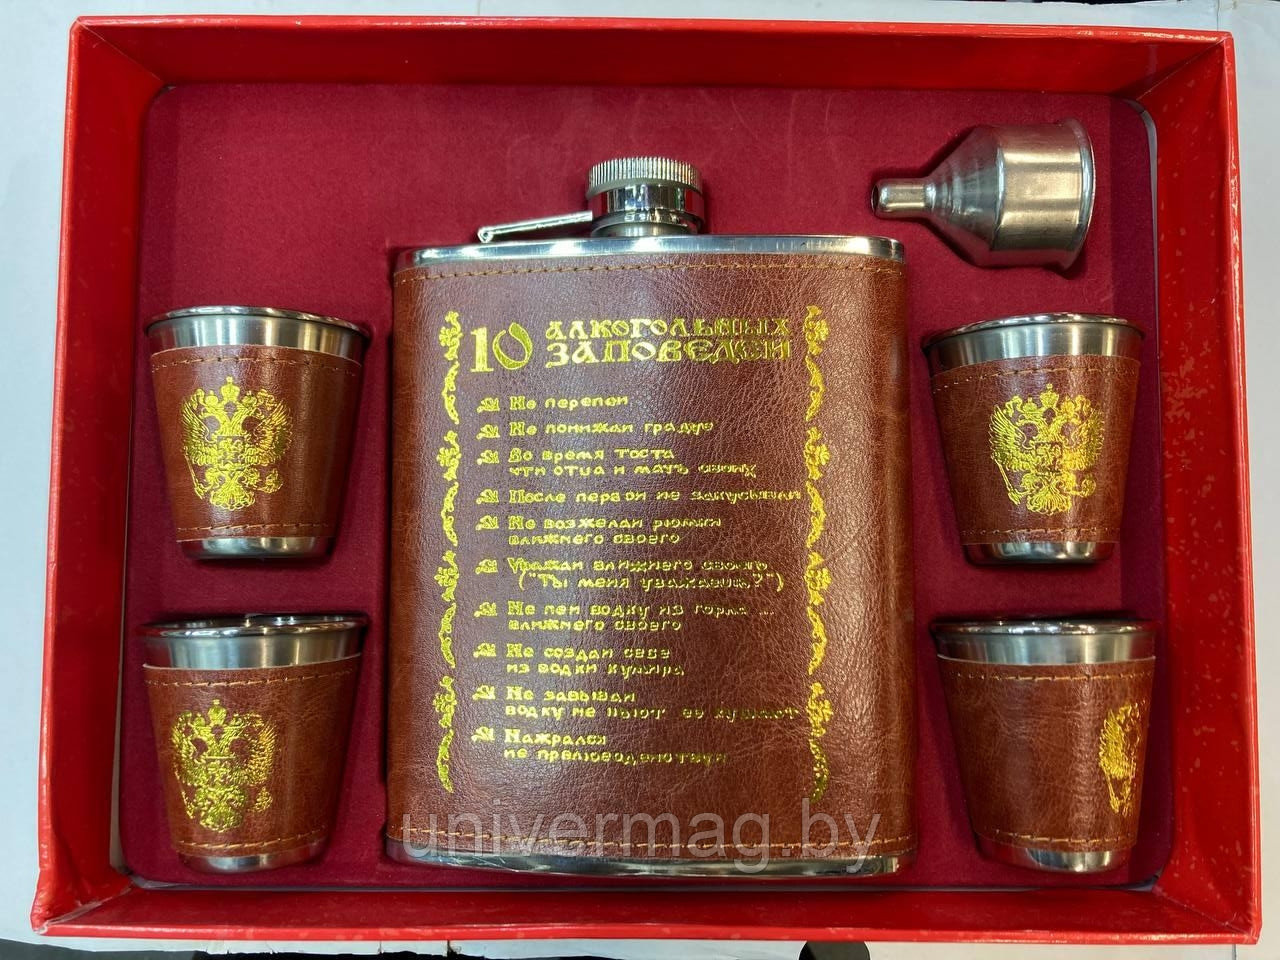 10 АЛКОГОЛЬНЫХ
ЗАПОВЕДЕЙ
Не перепей
Не понижай градус
Во время тоста
чти отца и мать своих
После первой не закусывай
Не возжелай рюмки
ближнего своего
Уважай ближнего своего
("Ты меня уважаешь?")
Не пей водку из горла ...
ближнего своего
Не создай себе
из водки кумира
Не забывай
водку не пьют её кушают
Нажрался
не прелюбодействуй
univermag.by